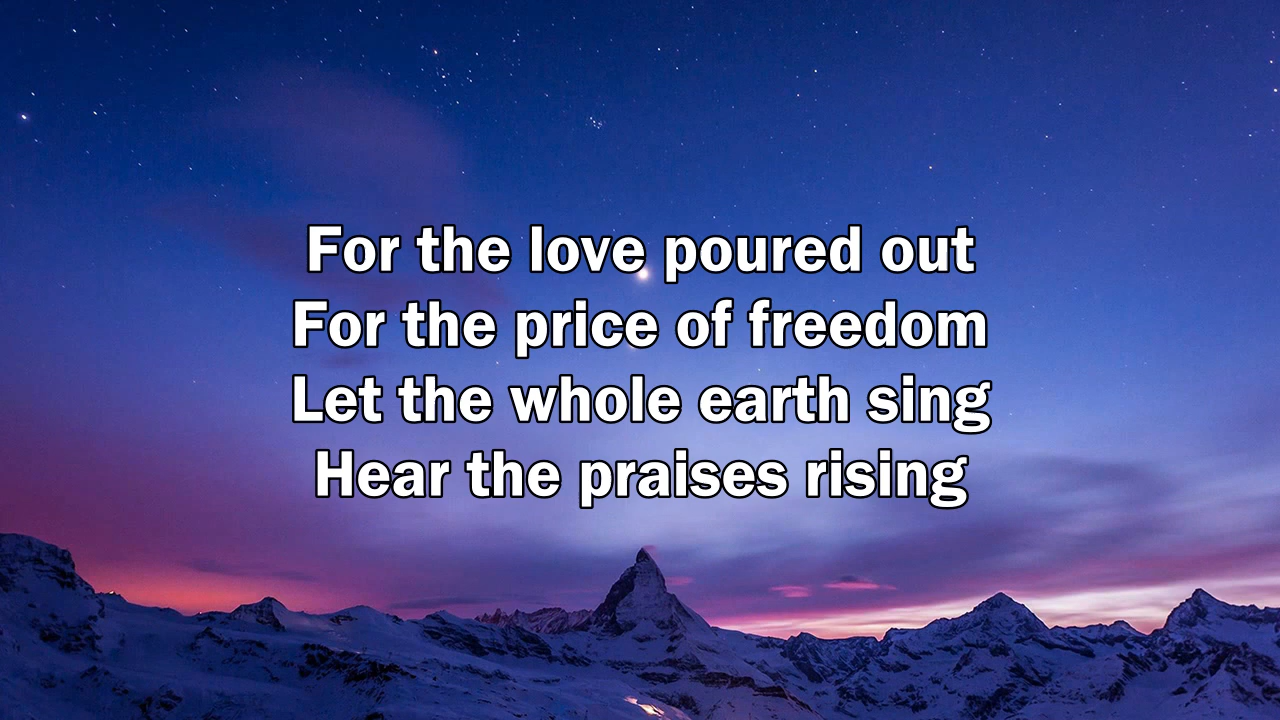 For the love poured out
For the price of freedom
Let the whole earth sing
Hear the praises rising